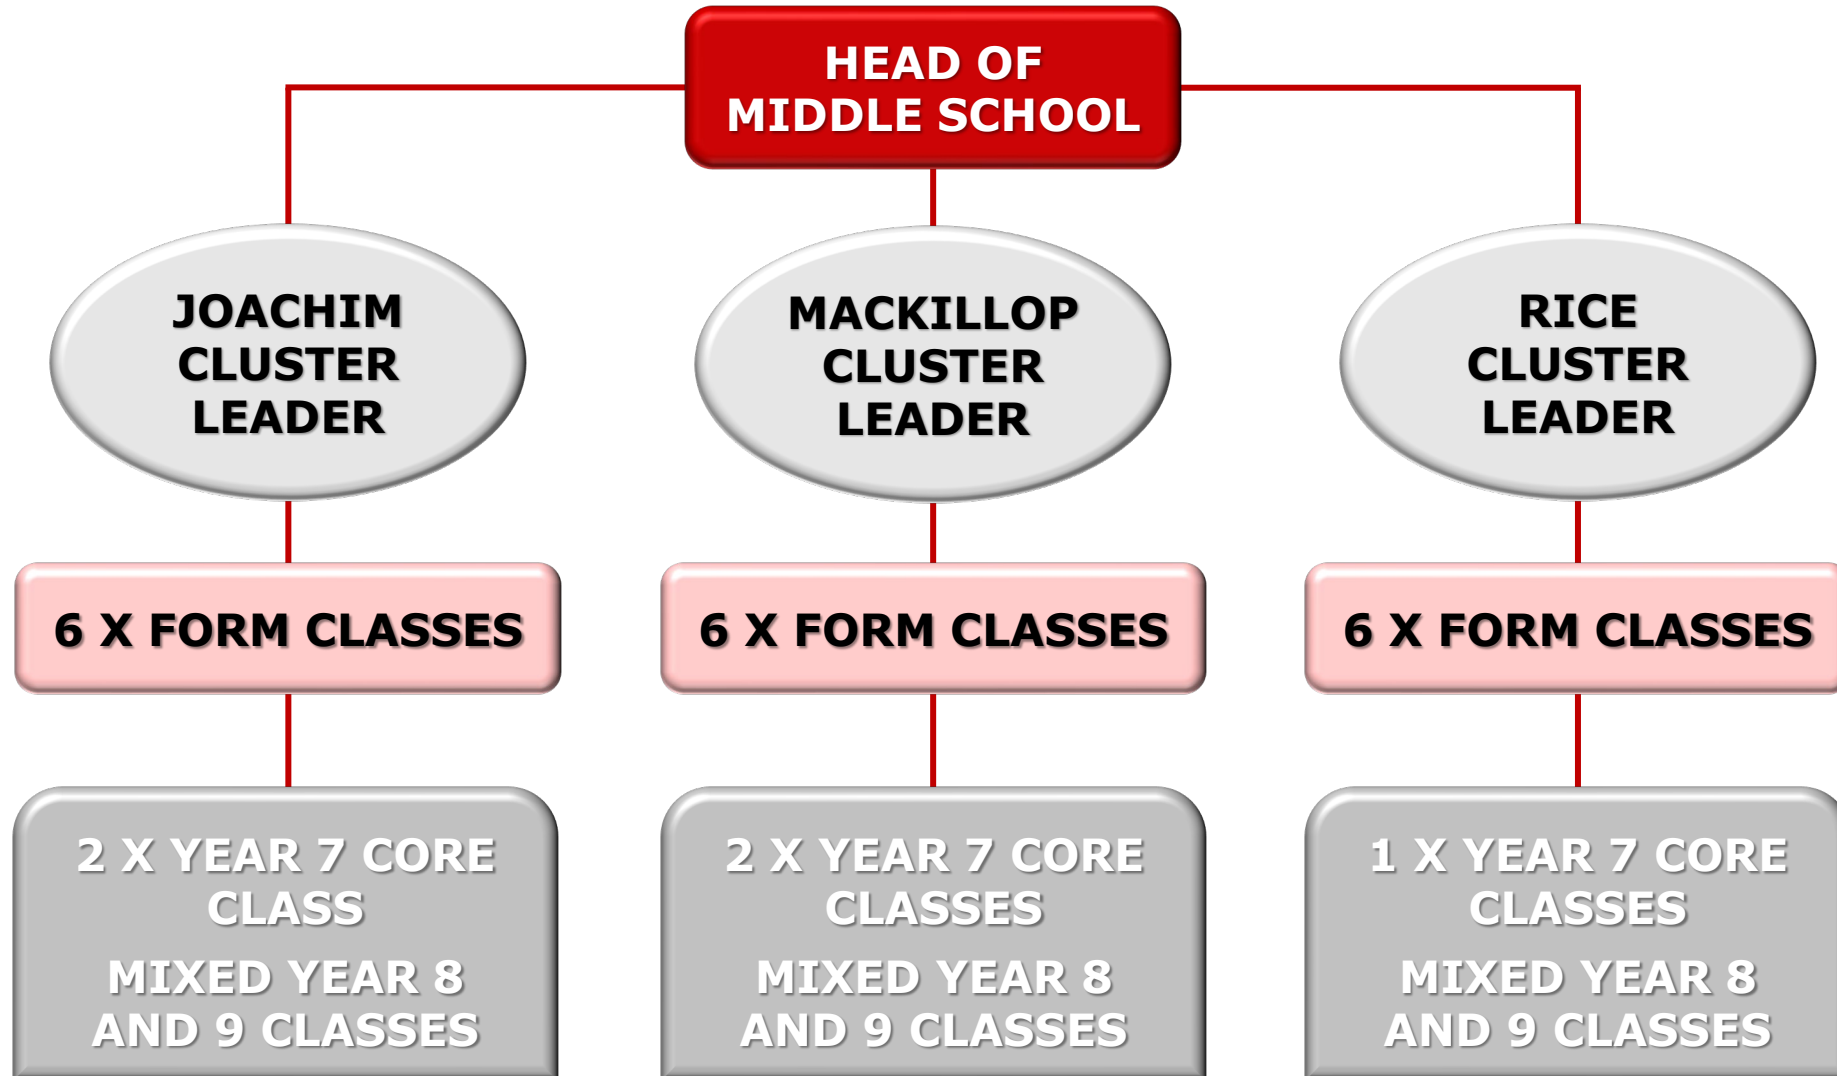 HEAD OF
MIDDLE SCHOOL
JOACHIM
CLUSTER
LEADER
MACKILLOP
CLUSTER
LEADER
RICE
CLUSTER
LEADER
6 X FORM CLASSES
6 X FORM CLASSES
6 X FORM CLASSES
2 X YEAR 7 CORE
CLASS
MIXED YEAR 8
AND 9 CLASSES
2 X YEAR 7 CORE
CLASSES
MIXED YEAR 8
AND 9 CLASSES
1 X YEAR 7 CORE
CLASSES
MIXED YEAR 8
AND 9 CLASSES